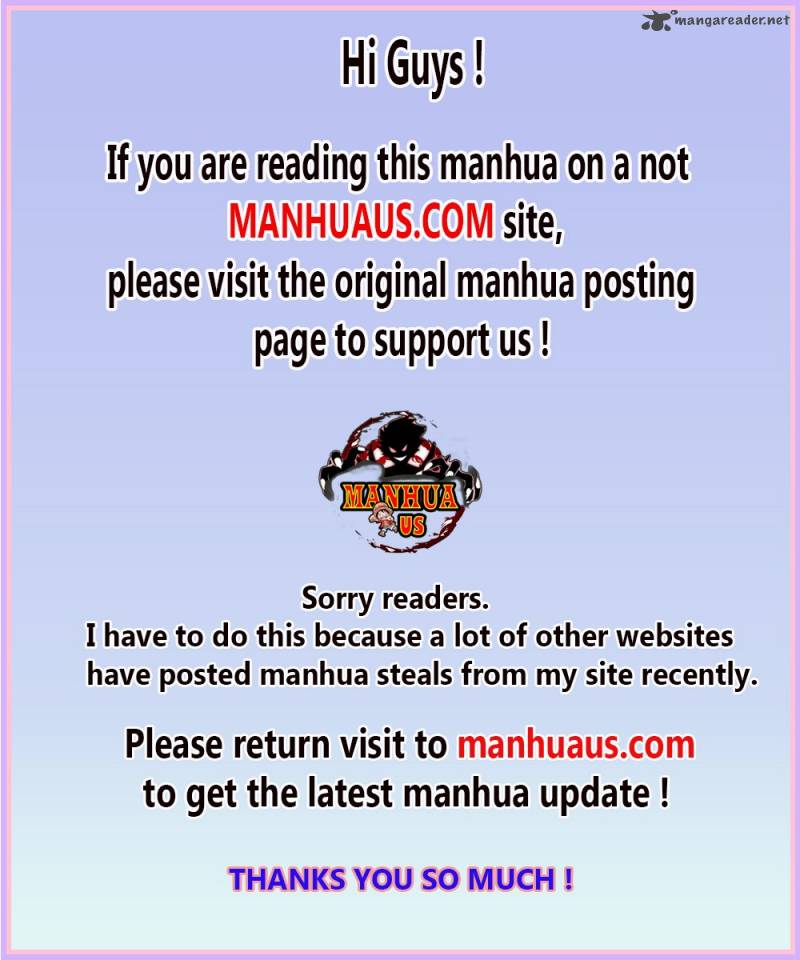 mangareader.net
Hi Guys !
If you are reading this manhua on a not
MANHUAUS.COM site,
please visit the original manhua posting
page to support us !
MANHUA
US
Sorry readers.
I have to do this because a lot of other websites
have posted manhua steals from my site recently.
Please return visit to manhuaus.com
to get the latest manhua update !
THANKS YOU SO MUCH !